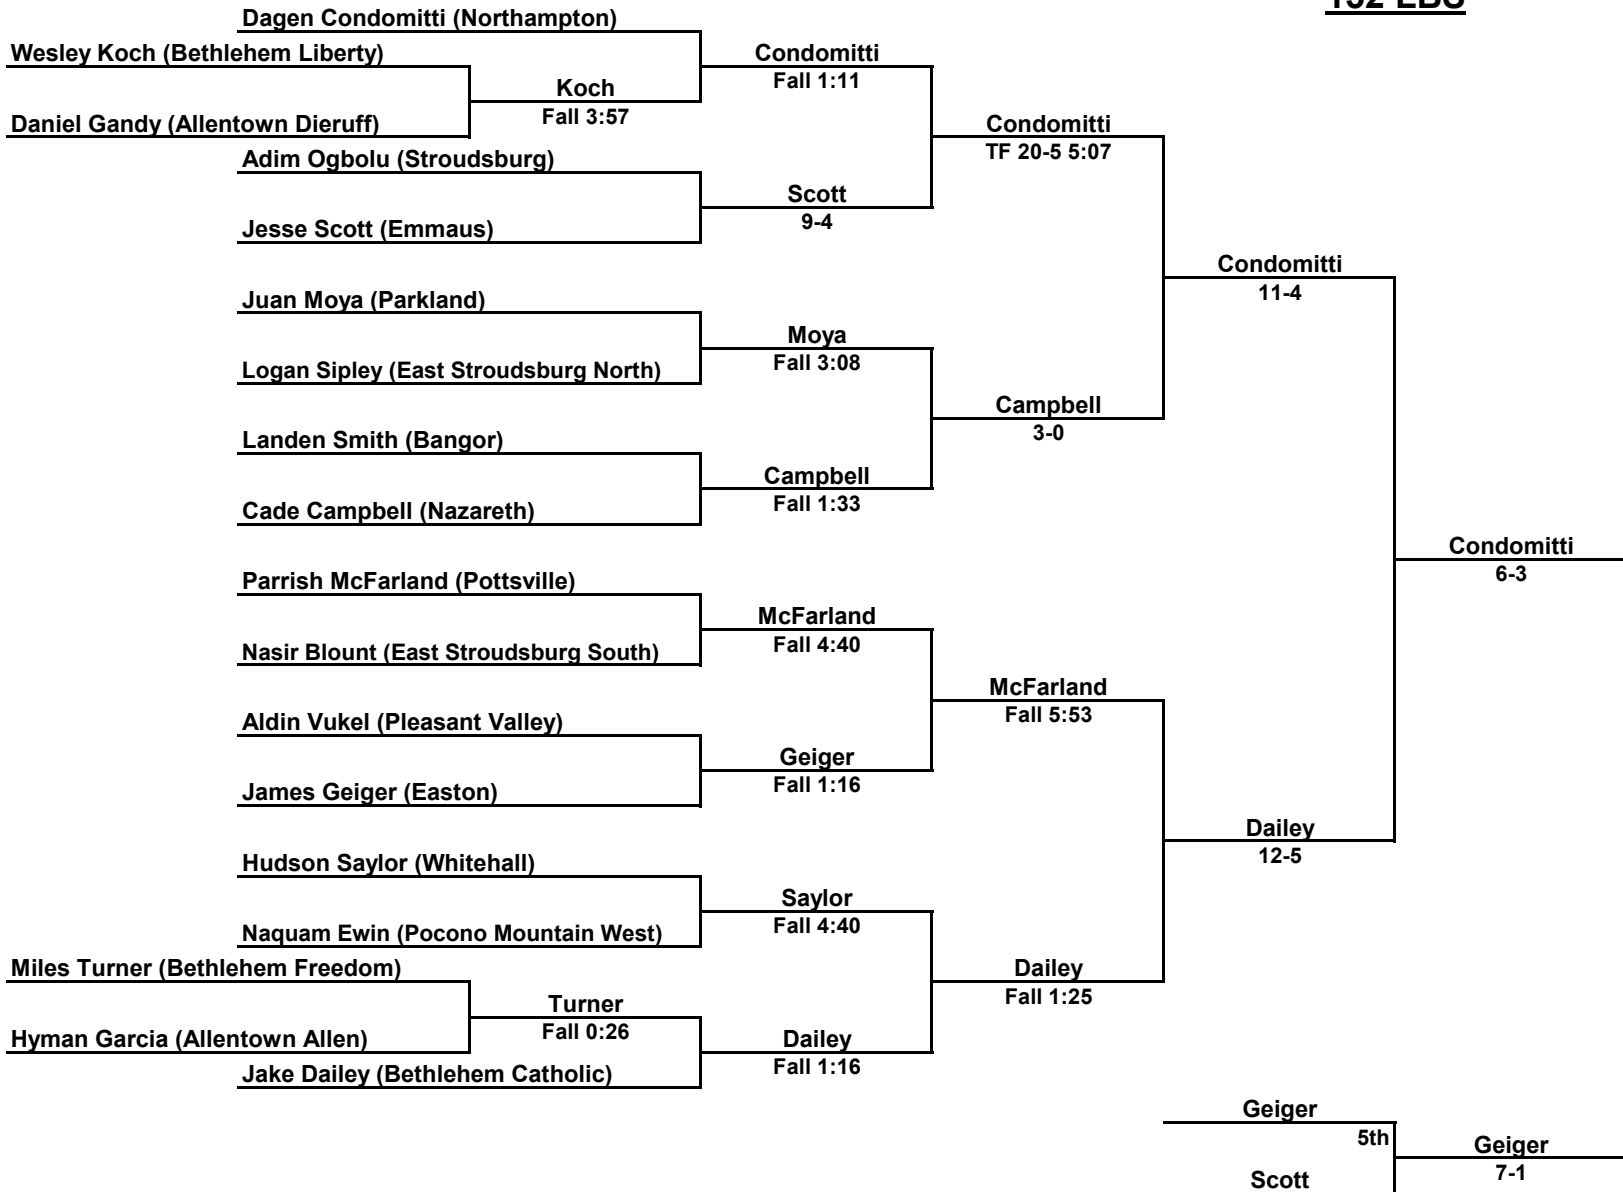 Dagen Condomitti (Northampton)
Wesley Koch (Bethlehem Liberty)
Condomitti
Fall 1:11
Koch
Fall 3:57
Daniel Gandy (Allentown Dieruff)
Condomitti
TF 20-5 5:07
Adim Ogbolu (Stroudsburg)
Scott
9-4
Jesse Scott (Emmaus)
Condomitti
11-4
Juan Moya (Parkland)
Moya
Fall 3:08
Logan Sipley (East Stroudsburg North)
Campbell
3-0
Landen Smith (Bangor)
Campbell
Fall 1:33
Cade Campbell (Nazareth)
Condomitti
6-3
Parrish McFarland (Pottsville)
McFarland
Fall 4:40
Nasir Blount (East Stroudsburg South)
McFarland
Fall 5:53
Aldin Vukel (Pleasant Valley)
Geiger
Fall 1:16
James Geiger (Easton)
Dailey
12-5
Hudson Saylor (Whitehall)
Saylor
Fall 4:40
Naquam Ewin (Pocono Mountain West)
Miles Turner (Bethlehem Freedom)
Dailey
Fall 1:25
Turner
Fall 0:26
Hyman Garcia (Allentown Allen)
Dailey
Fall 1:16
Jake Dailey (Bethlehem Catholic)
Geiger
5th
Geiger
7-1
Scott